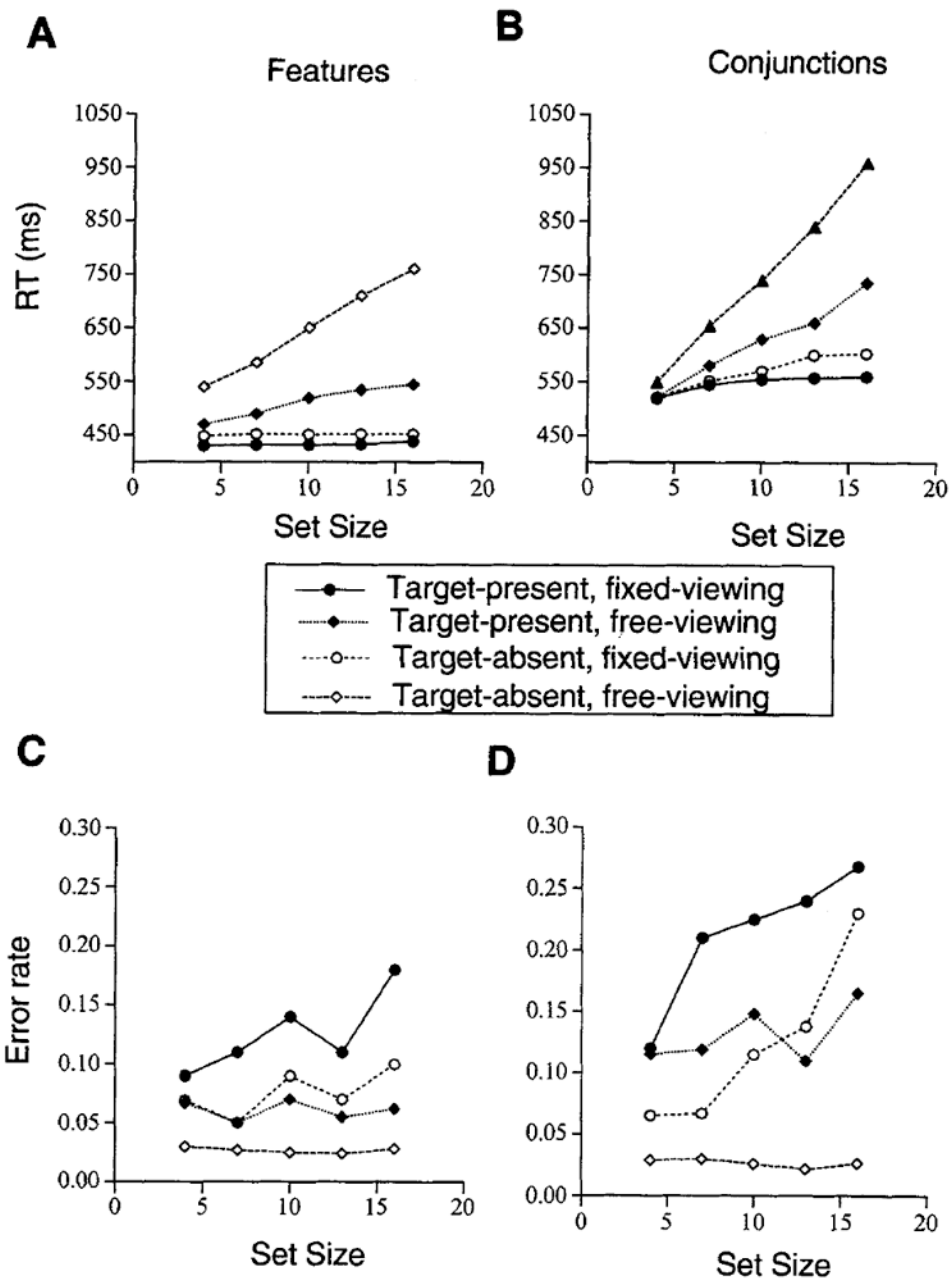 A
Features
1050
950
850
750
650
550
450
RT (ms)
0 5 10 15 20
Set Size
B
Conjunctions
1050
950
850
750
650
550
450
0 5 10 15 20
Set Size
Target-present, fixed-viewing
Target-present, free-viewing
Target-absent, fixed-viewing
Target-absent, free-viewing
C
0.30
0.25
0.20
0.15
0.10
0.05
0.00
Error rate
0 5 10 15 20
Set Size
D
0.30
0.25
0.20
0.15
0.10
0.05
0.00
0 5 10 15 20
Set Size